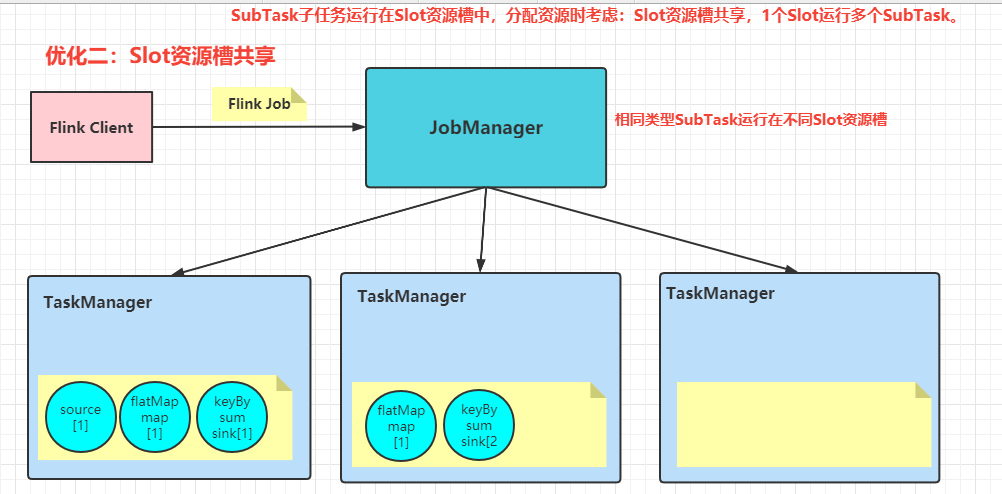 SubTask子任务运行在Slot资源槽中，分配资源时考虑：Slot资源槽共享，1个Slot运行多个SubTask。
优化二：Slot资源槽共享
Flink Client
Flink Job
JobManager
相同类型SubTask运行在不同Slot资源槽
TaskManager
source
[1]
flatMap
map
[1]
keyBy
sum
sink[1]
TaskManager
flatMap
map
[1]
keyBy
sum
sink[2
TaskManager